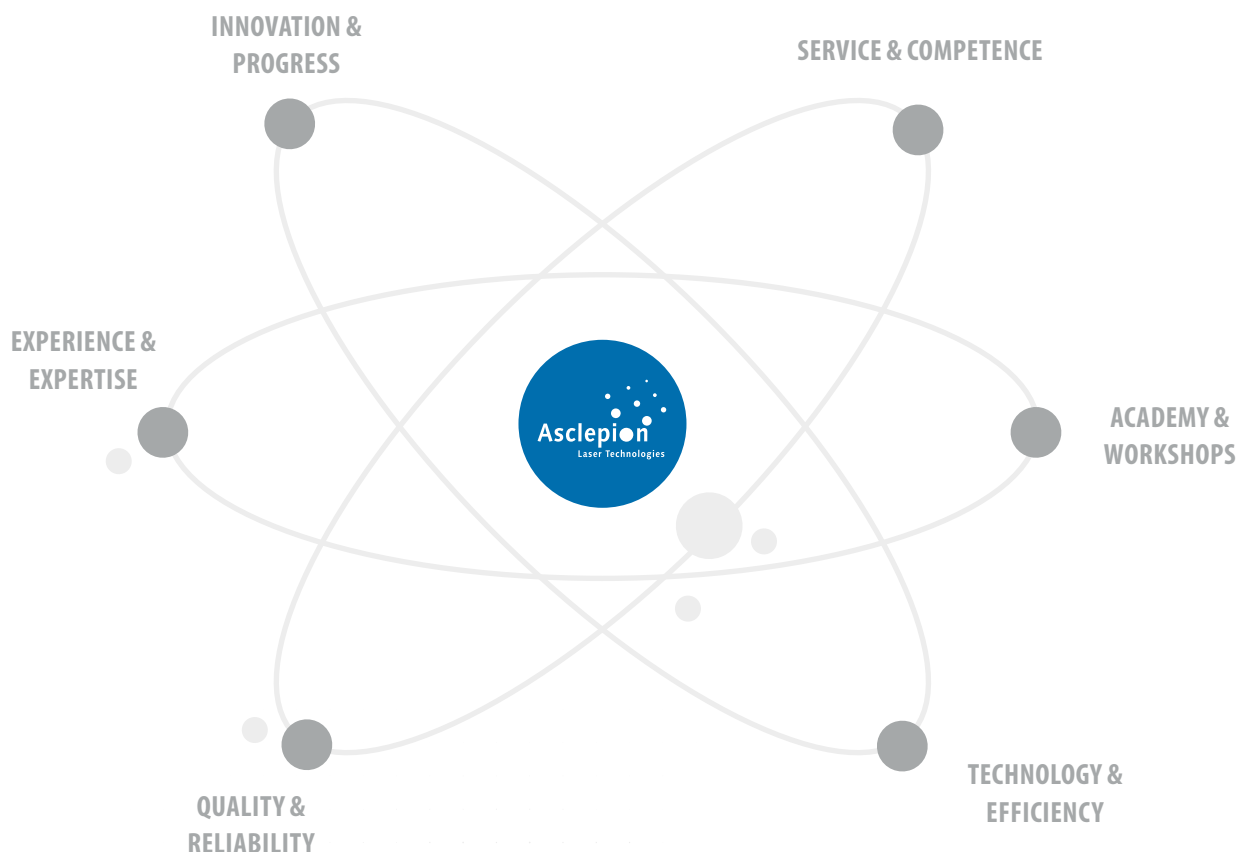 INNOVATION &
PROGRESS
SERVICE & COMPETENCE
EXPERIENCE &
EXPERTISE
Asclepion
Laser Technologies
ACADEMY &
WORKSHOPS
TECHNOLOGY &
EFFICIENCY
QUALITY &
RELIABILITY